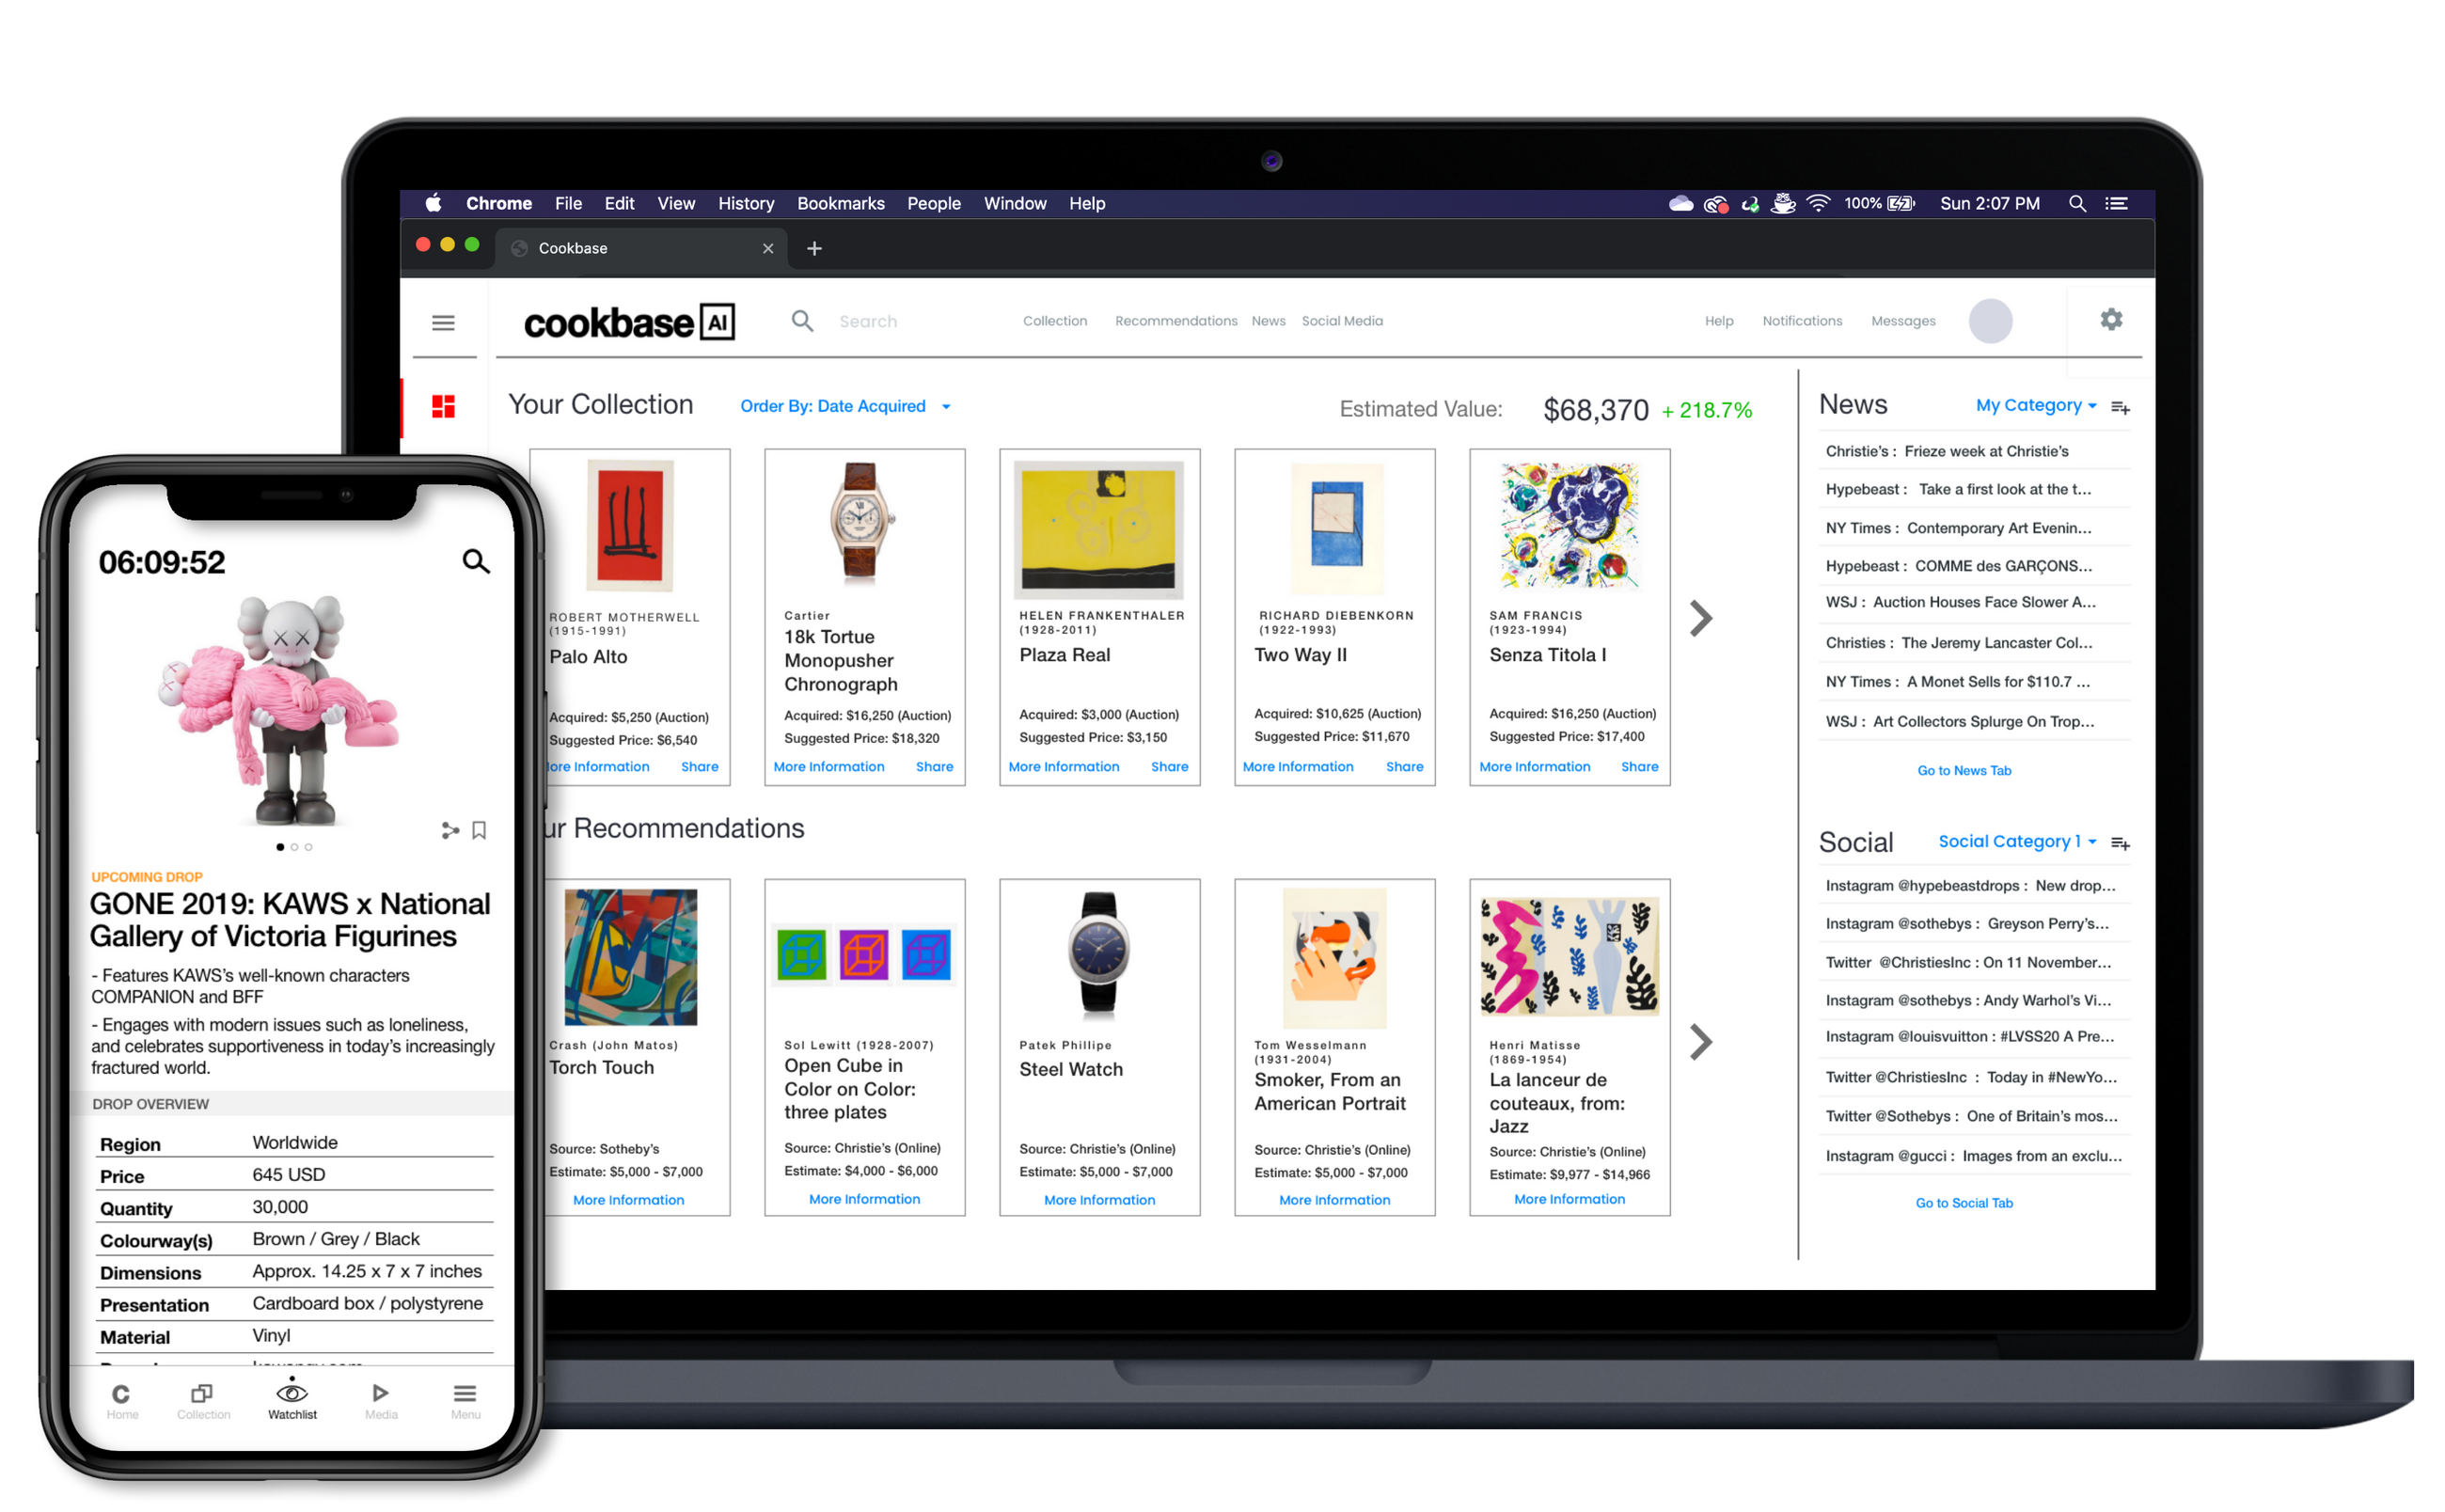 Chrome File Edit View History Bookmarks People Window Help 100% Sun 2:07 PM
Cookbase
cookbase AI Search Collection Recommendations News Social Media Help Notifications Messages
Your Collection Order By: Date Acquired Estimated Value: $68,370 + 218.7%
ROBERT MOTHERWELL
(1915-1991)
Palo Alto
Acquired: $5,250 (Auction)
Suggested Price: $6,540
ore Information Share
Cartier
18k Tortue
Monopusher
Chronograph
Acquired: $16,250 (Auction)
Suggested Price: $18,320
More Information Share
HELEN FRANKENTHALER
(1928-2011)
Plaza Real
Acquired: $3,000 (Auction)
Suggested Price: $3,150
More Information Share
RICHARD DIEBENKORN
(1922-1993)
Two Way II
Acquired: $10,625 (Auction)
Suggested Price: $11,670
More Information Share
SAM FRANCIS
(1923-1994)
Senza Titola I
Acquired: $16,250 (Auction)
Suggested Price: $17,400
More Information Share
ur Recommendations
Crash (John Matos)
Torch Touch
Source: Sotheby's
Estimate: $5,000 - $7,000
More Information
Sol Lewitt (1928-2007)
Open Cube in
Color on Color:
three plates
Source: Christie's (Online)
Estimate: $4,000 - $6,000
More Information
Patek Phillipe
Steel Watch
Source: Christie's (Online)
Estimate: $5,000 - $7,000
More Information
Tom Wesselmann
(1931-2004)
Smoker, From an
American Portrait
Source: Christie's (Online)
Estimate: $5,000 - $7,000
More Information
Henri Matisse
(1869-1954)
La lanceur de
couteaux, from:
Jazz
Source: Christie's (Online)
Estimate: $9,977 - $14,966
More Information
News My Category
Christie's : Frieze week at Christie's
Hypebeast : Take a first look at the t...
NY Times : Contemporary Art Evenin...
Hypebeast : COMME des GARÇONS...
WSJ : Auction Houses Face Slower A...
Christies : The Jeremy Lancaster Col...
NY Times : A Monet Sells for $110.7 ...
WSJ : Art Collectors Splurge On Trop...
Go to News Tab
Social Social Category 1
Instagram @hypebeastdrops : New drop...
Instagram @sothebys : Greyson Perry's...
Twitter @ChristiesInc : On 11 November...
Instagram @sothebys : Andy Warhol's Vi...
Instagram @louisvuitton : #LVSS20 A Pre...
Twitter @ChristiesInc : Today in #NewYo...
Twitter @Sothebys : One of Britain's mos...
Instagram @gucci : Images from an exclu...
Go to Social Tab
06:09:52
UPCOMING DROP
GONE 2019: KAWS x National
Gallery of Victoria Figurines
- Features KAWS's well-known characters
COMPANION and BFF
- Engages with modern issues such as loneliness,
and celebrates supportiveness in today's increasingly
fractured world.
DROP OVERVIEW
Region Worldwide
Price 645 USD
Quantity 30,000
Colourway(s) Brown / Grey / Black
Dimensions Approx. 14.25 x 7 x 7 inches
Presentation Cardboard box / polystyrene
Material Vinyl
Home Collection Watchlist Media Menu